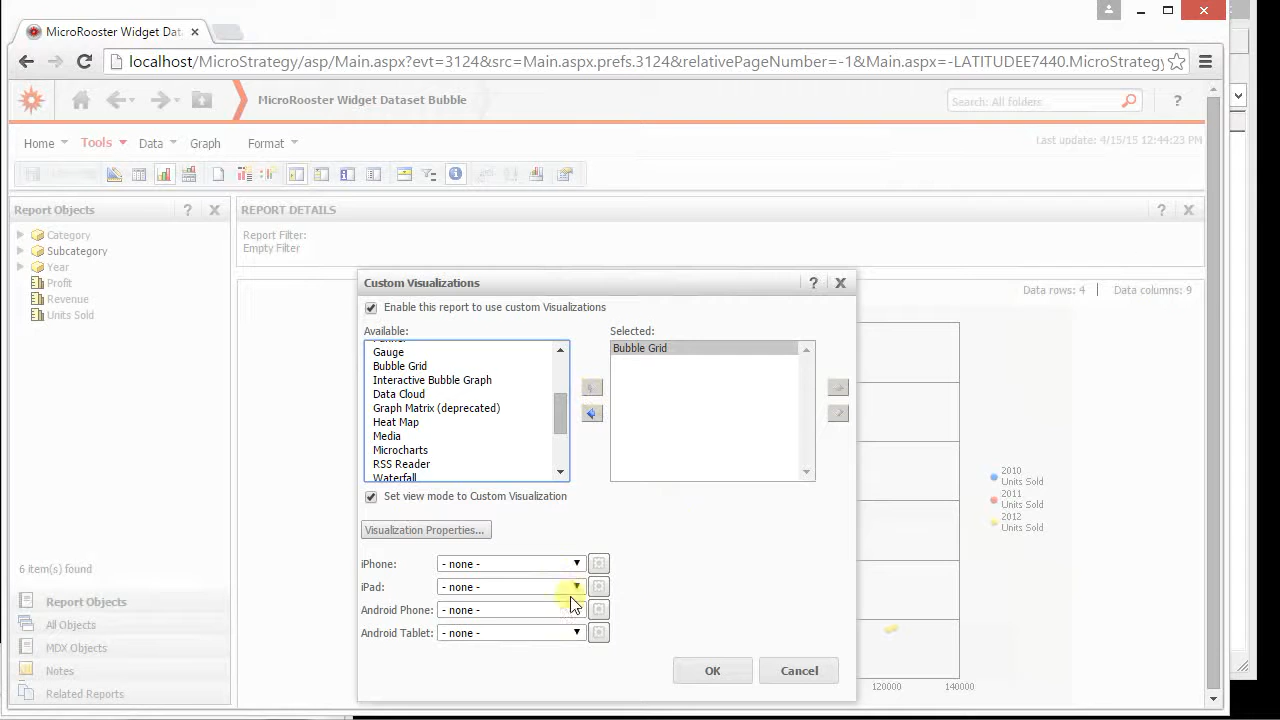 MicroRooster Widget Dat
localhost/MicroStrategy/asp/Main.aspx?evt=3124&src=Main.aspx.prefs.3124&relativePageNumber=-1&Main.aspx=-LATITUDEE7440.MicroStrategy
MicroRooster Widget Dataset Bubble
Search: All folders
?
Home Tools Data Graph Format
Last update: 4/15/15 12:44:23 PM
Report Objects ?
REPORT DETAILS ?
Category
Subcategory
Year
Profit
Revenue
Units Sold
Report Filter:
Empty Filter
Data rows: 4 | Data columns: 9
Custom Visualizations ?
Enable this report to use custom Visualizations
Available:
Selected:
Gauge
Bubble Grid
Interactive Bubble Graph
Data Cloud
Graph Matrix (deprecated)
Heat Map
Media
Microcharts
RSS Reader
Waterfall
Bubble Grid
Set view mode to Custom Visualization
Visualization Properties...
iPhone: - none -
iPad: - none -
Android Phone: - none -
Android Tablet: - none -
OK Cancel
2010
Units Sold
2011
Units Sold
2012
Units Sold
120000 140000
6 item(s) found
Report Objects
All Objects
MDX Objects
Notes
Related Reports